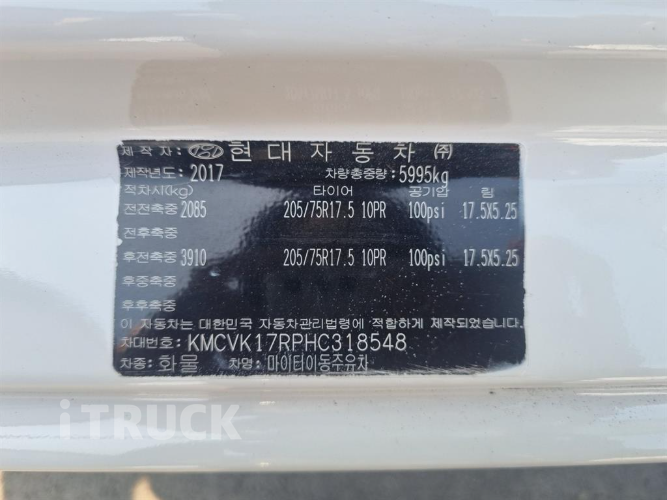 제 작 자: 현 대 자 동 차 ㈜
제작년도: 2017 차량총중량: 5995kg
적차시(kg) 타이어 공기압 림
전전축중 2085 205/75R17.5 10PR 100psi 17.5X5.25
전후축중
후전축중 3910 205/75R17.5 10PR 100psi 17.5X5.25
후중축중
후후축중
이 자동차는 대한민국 자동차관리법령에 적합하게 제작되었음
차대번호: KMCVK17RPHC318548
차종: 화 물 차명: 마이티이동주유차
iTRUCK